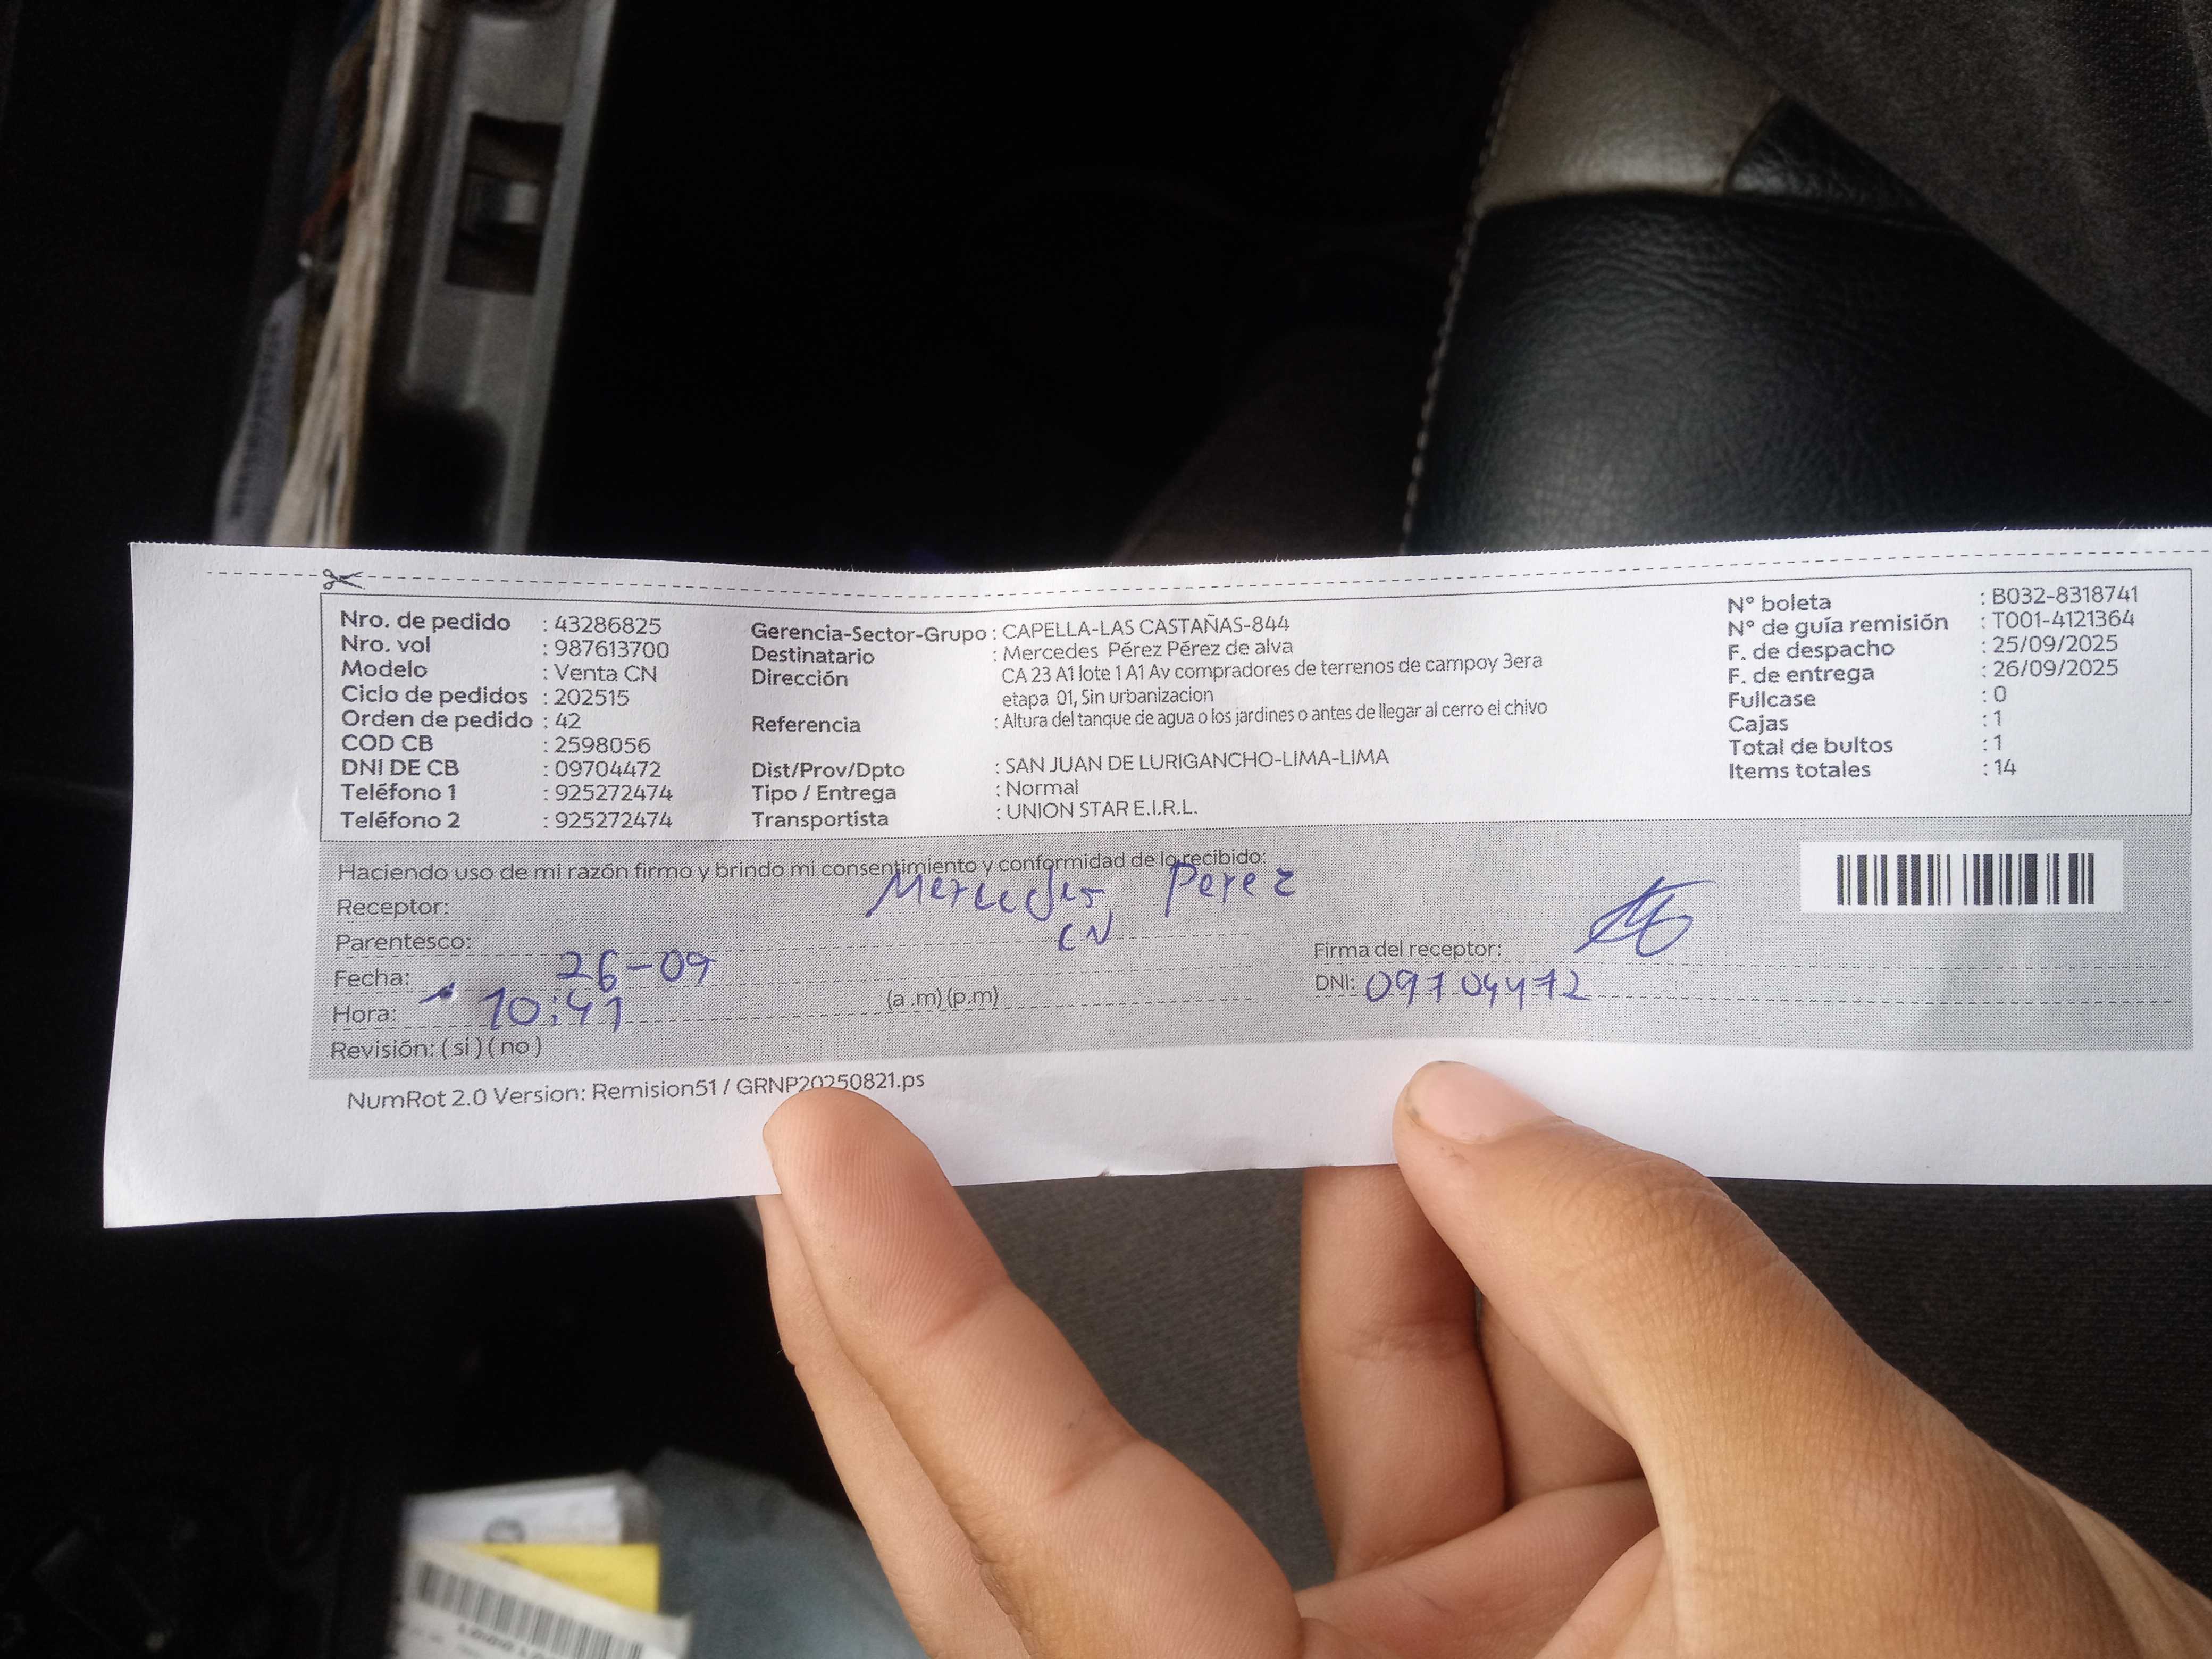 Nro. de pedido : 43286825
Nro. vol : 987613700
Modelo : Venta CN
Ciclo de pedidos : 202515
Orden de pedido : 42
COD CB : 2598056
DNI DE CB : 09704472
Teléfono 1 : 925272474
Teléfono 2 : 925272474
Gerencia-Sector-Grupo : CAPELLA-LAS CASTAÑAS-844
Destinatario : Mercedes Pérez Pérez de alva
Dirección CA 23 A1 lote 1 A1 Av compradores de terrenos de campoy 3era
etapa 01, Sin urbanizacion
Referencia : Altura del tanque de agua o los jardines o antes de llegar al cerro el chivo
Dist/Prov/Dpto : SAN JUAN DE LURIGANCHO-LIMA-LIMA
Tipo / Entrega : Normal
Transportista : UNION STAR E.I.R.L.
N° boleta : B032-8318741
N° de guía remisión : T001-4121364
F. de despacho : 25/09/2025
F. de entrega : 26/09/2025
Fullcase : 0
Cajas : 1
Total de bultos : 1
Items totales : 14
Haciendo uso de mi razón firmo y brindo mi consentimiento y conformidad de lo recibido:
Receptor: Mercedes Perez
Parentesco: CN
Fecha: 26-09
Hora: 10:41 (a .m) (p.m)
Revisión: ( si ) ( no )
Firma del receptor:
DNI: 09704472
NumRot 2.0 Version: Remision51 / GRNP20250821.ps